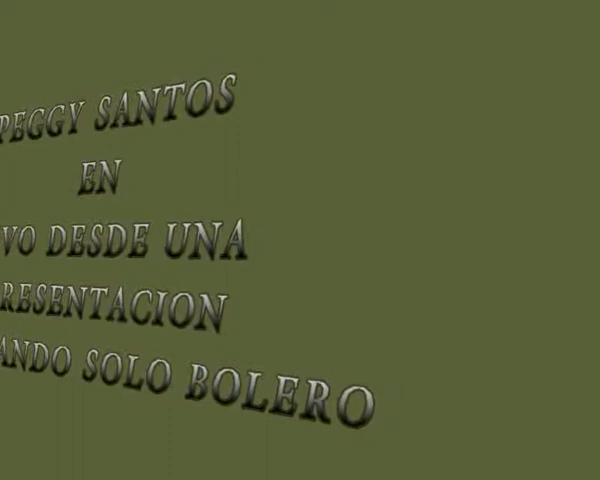 PEGGY SANTOS
EN
VO DESDE UNA
RESENTACION
ANDO SOLO BOLERO